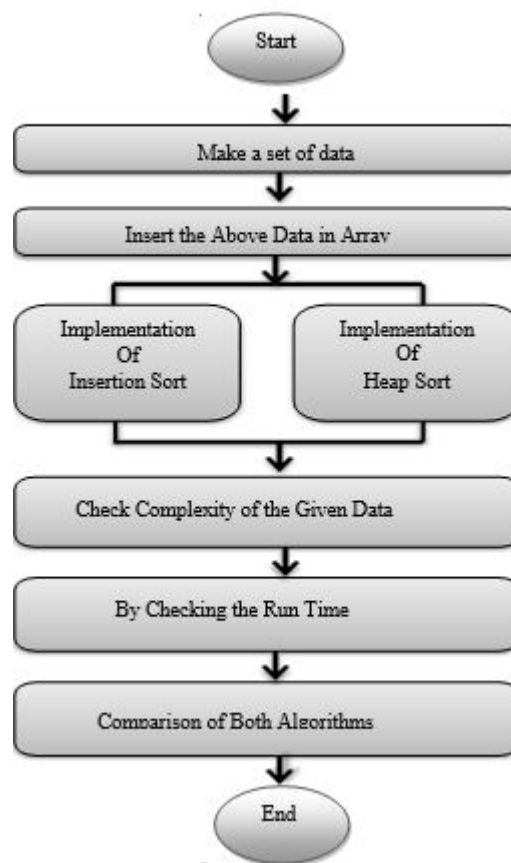 Start
Make a set of data
Insert the Above Data in Array
Implementation
Of
Insertion Sort
Implementation
Of
Heap Sort
Check Complexity of the Given Data
By Checking the Run Time
Comparison of Both Algorithms
End